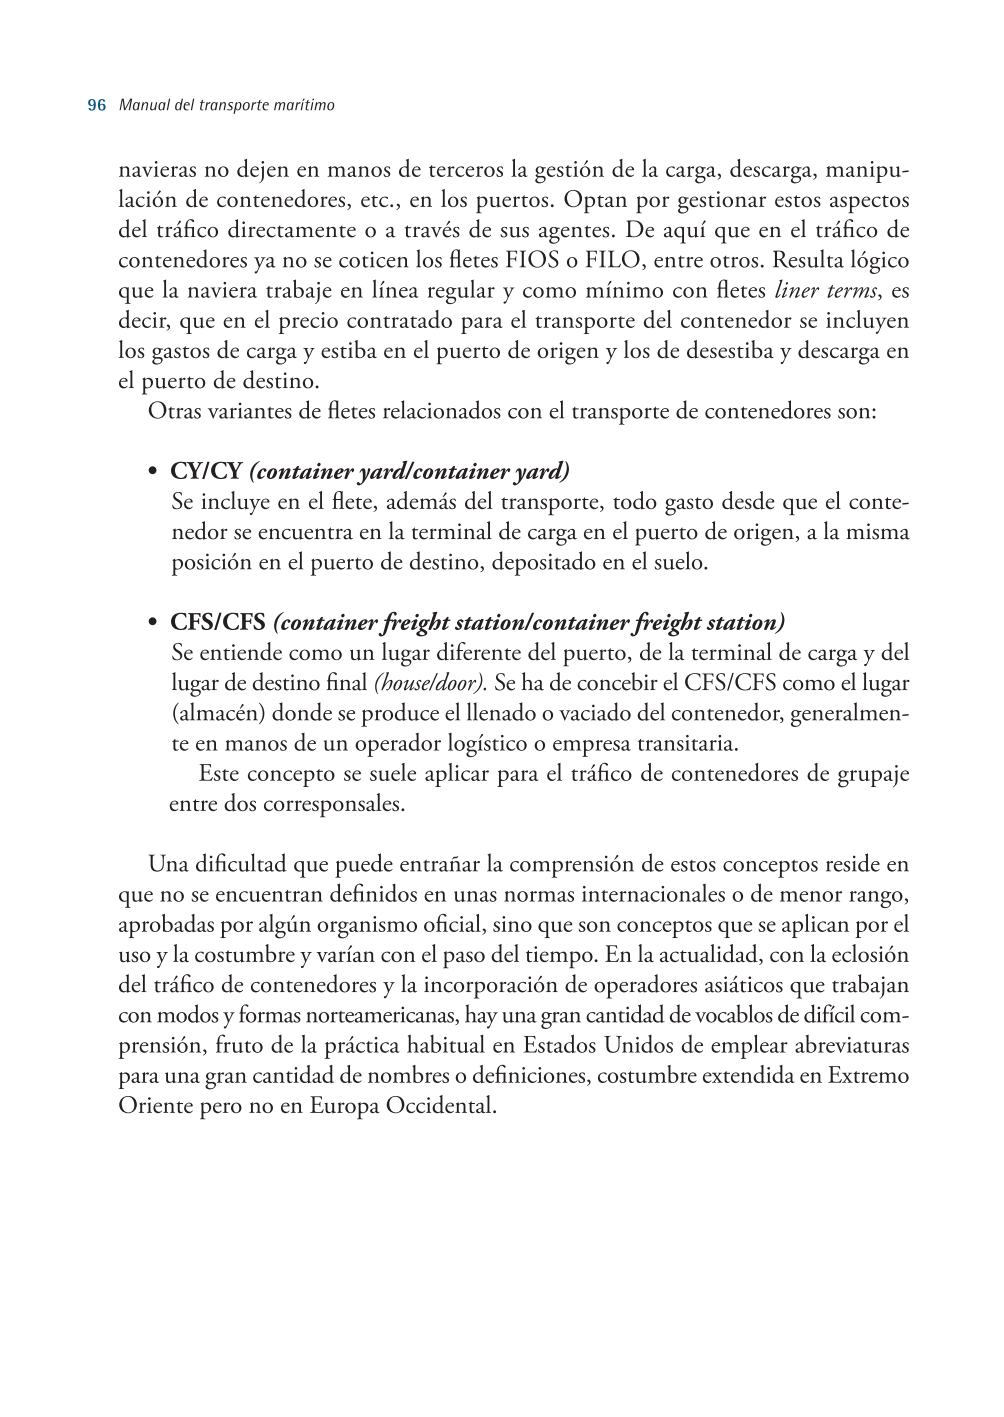 96 Manual del transporte marítimo
navieras no dejen en manos de terceros la gestión de la carga, descarga, manipu-
lación de contenedores, etc., en los puertos. Optan por gestionar estos aspectos
del tráfico directamente o a través de sus agentes. De aquí que en el tráfico de
contenedores ya no se coticen los fletes FIOS o FILO, entre otros. Resulta lógico
que la naviera trabaje en línea regular y como mínimo con fletes liner terms, es
decir, que en el precio contratado para el transporte del contenedor se incluyen
los gastos de carga y estiba en el puerto de origen y los de desestiba y descarga en
el puerto de destino.
Otras variantes de fletes relacionados con el transporte de contenedores son:
• CY/CY (container yard/container yard)
Se incluye en el flete, además del transporte, todo gasto desde que el conte-
nedor se encuentra en la terminal de carga en el puerto de origen, a la misma
posición en el puerto de destino, depositado en el suelo.
• CFS/CFS (container freight station/container freight station)
Se entiende como un lugar diferente del puerto, de la terminal de carga y del
lugar de destino final (house/door). Se ha de concebir el CFS/CFS como el lugar
(almacén) donde se produce el llenado o vaciado del contenedor, generalmen-
te en manos de un operador logístico o empresa transitaria.
Este concepto se suele aplicar para el tráfico de contenedores de grupaje
entre dos corresponsales.
Una dificultad que puede entrañar la comprensión de estos conceptos reside en
que no se encuentran definidos en unas normas internacionales o de menor rango,
aprobadas por algún organismo oficial, sino que son conceptos que se aplican por el
uso y la costumbre y varían con el paso del tiempo. En la actualidad, con la eclosión
del tráfico de contenedores y la incorporación de operadores asiáticos que trabajan
con modos y formas norteamericanas, hay una gran cantidad de vocablos de difícil com-
prensión, fruto de la práctica habitual en Estados Unidos de emplear abreviaturas
para una gran cantidad de nombres o definiciones, costumbre extendida en Extremo
Oriente pero no en Europa Occidental.